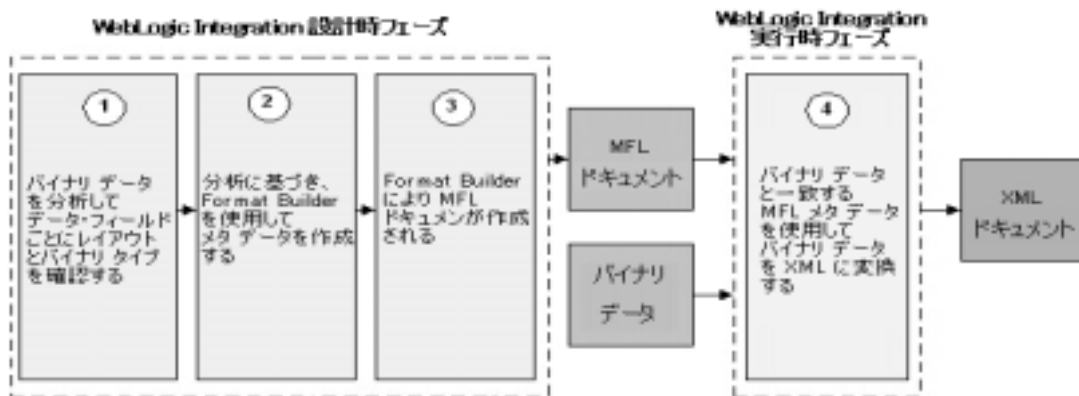 WebLogic Integration 設計時フェーズ
WebLogic Integration
実行時フェーズ
1
バイナリ データ
を分析して
データ・フィールド
ごとにレイアウト
とバイナリ タイプ
を確認する
2
分析に基づき、
Format Builder
を使用して
メタ データを作成
する
3
Format Builder
により MFL
ドキュメンが作成
される
MFL
ドキュメント
バイナリ
データ
4
バイナリ データ
と一致する
MFL メタ データ
を使用して
バイナリ データ
を XML に変換
する
XML
ドキュメント